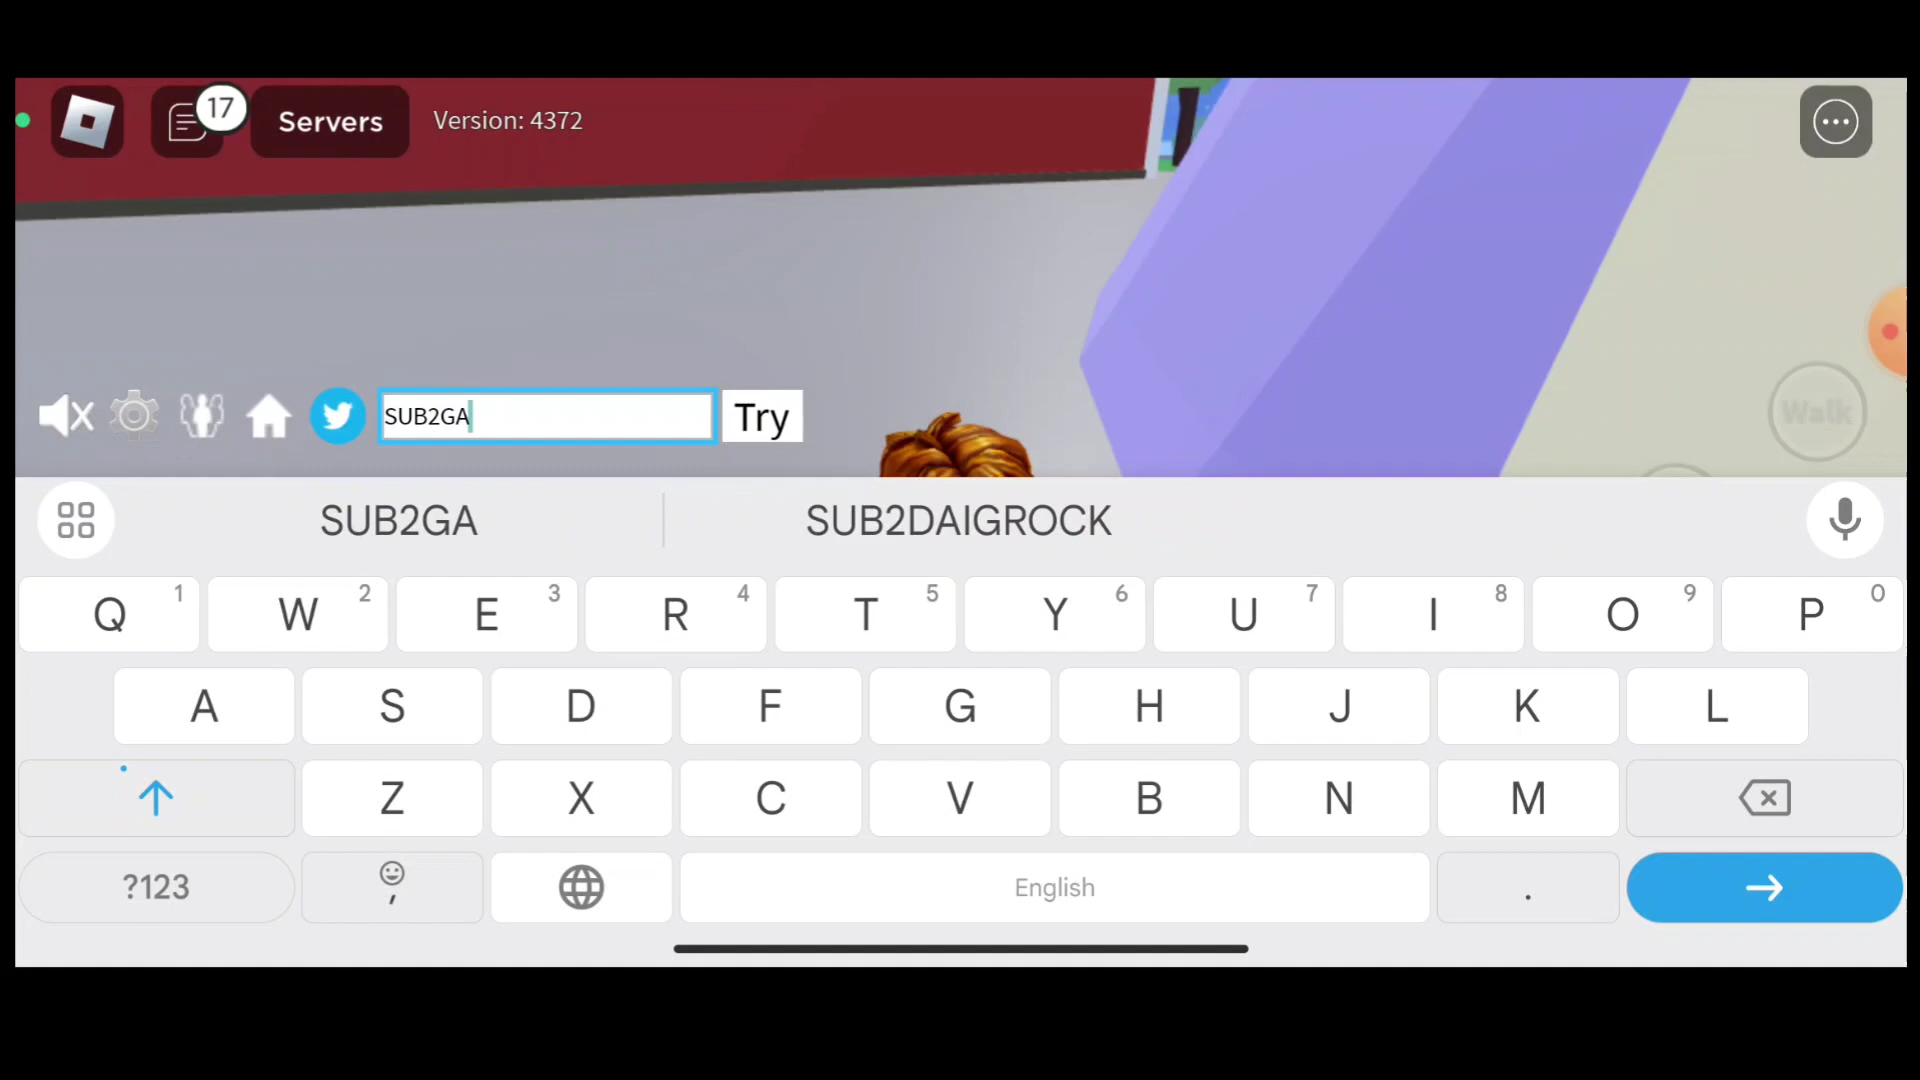 17
Servers
Version: 4372
Walk
SUB2GA
Try
SUB2GA
SUB2DAIGROCK
Q 1 W 2 E 3 R 4 T 5 Y 6 U 7 I 8 O 9 P 0
A S D F G H J K L
Z X C V B N M
?123 , English .